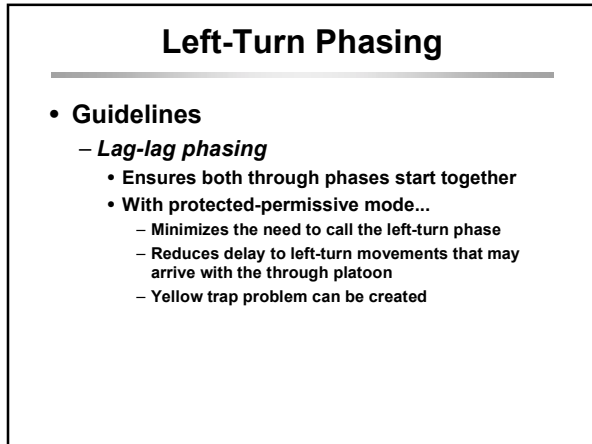 Left-Turn Phasing
• Guidelines
– Lag-lag phasing
• Ensures both through phases start together
• With protected-permissive mode...
– Minimizes the need to call the left-turn phase
– Reduces delay to left-turn movements that may
arrive with the through platoon
– Yellow trap problem can be created